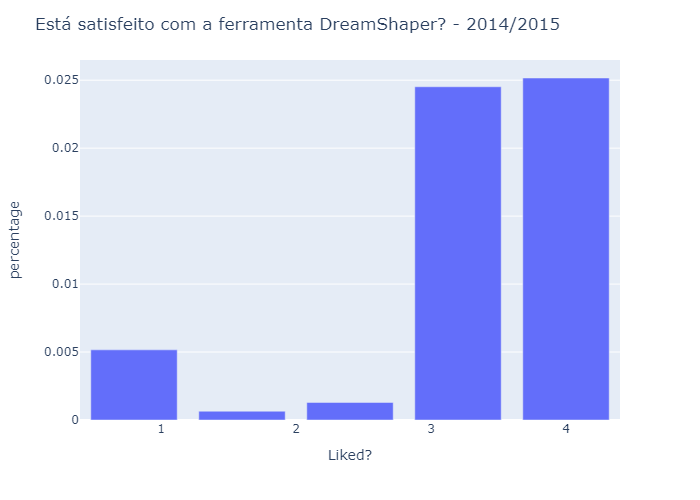 Está satisfeito com a ferramenta DreamShaper? - 2014/2015
0.025
0.02
0.015
0.01
0.005
0
percentage
1 2 3 4
Liked?